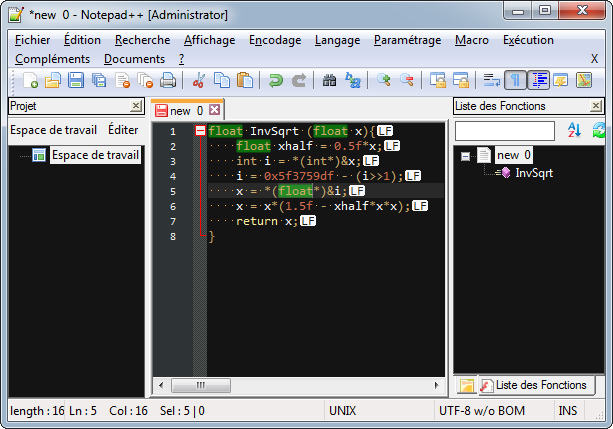 *new  0 - Notepad++ [Administrator]
Fichier Édition Recherche Affichage Encodage Langage Paramétrage Macro Exécution
Compléments Documents ? X
Projet
Espace de travail Éditer
Espace de travail
new  0
1 float InvSqrt (float x){LF
2 float xhalf = 0.5f*x;LF
3 int i = *(int*)&x;LF
4 i = 0x5f3759df - (i>>1);LF
5 x = *(float*)&i;LF
6 x = x*(1.5f - xhalf*x*x);LF
7 return x;LF
8 }
Liste des Fonctions
new  0
InvSqrt
Liste des Fonctions
length : 16 Ln : 5 Col : 16 Sel : 5 | 0 UNIX UTF-8 w/o BOM INS